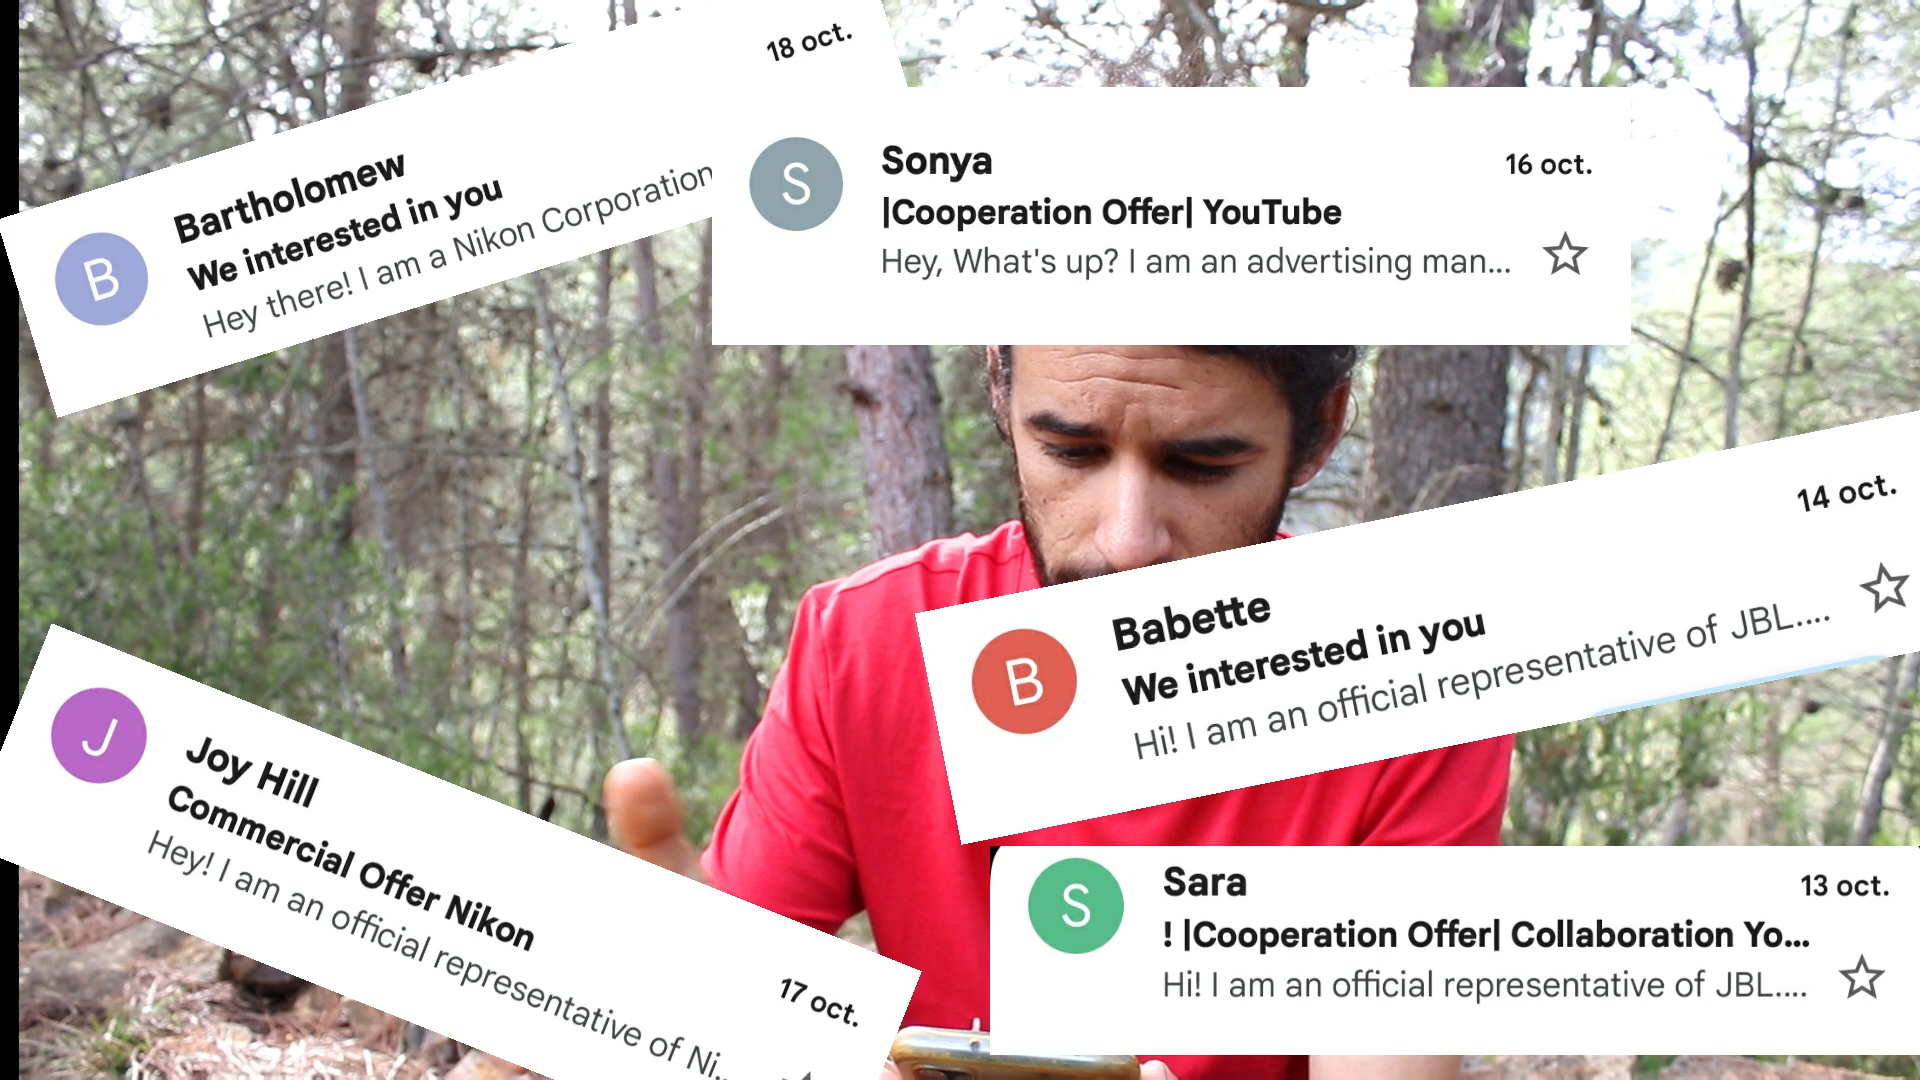 18 oct.
B
Bartholomew
We interested in you
Hey there! I am a Nikon Corporation
S
Sonya
16 oct.
|Cooperation Offer| YouTube
Hey, What's up? I am an advertising man...
14 oct.
B
Babette
We interested in you
Hi! I am an official representative of JBL....
J
Joy Hill
Commercial Offer Nikon
Hey! I am an official representative of Ni...
17 oct.
S
Sara
13 oct.
! |Cooperation Offer| Collaboration Yo...
Hi! I am an official representative of JBL....